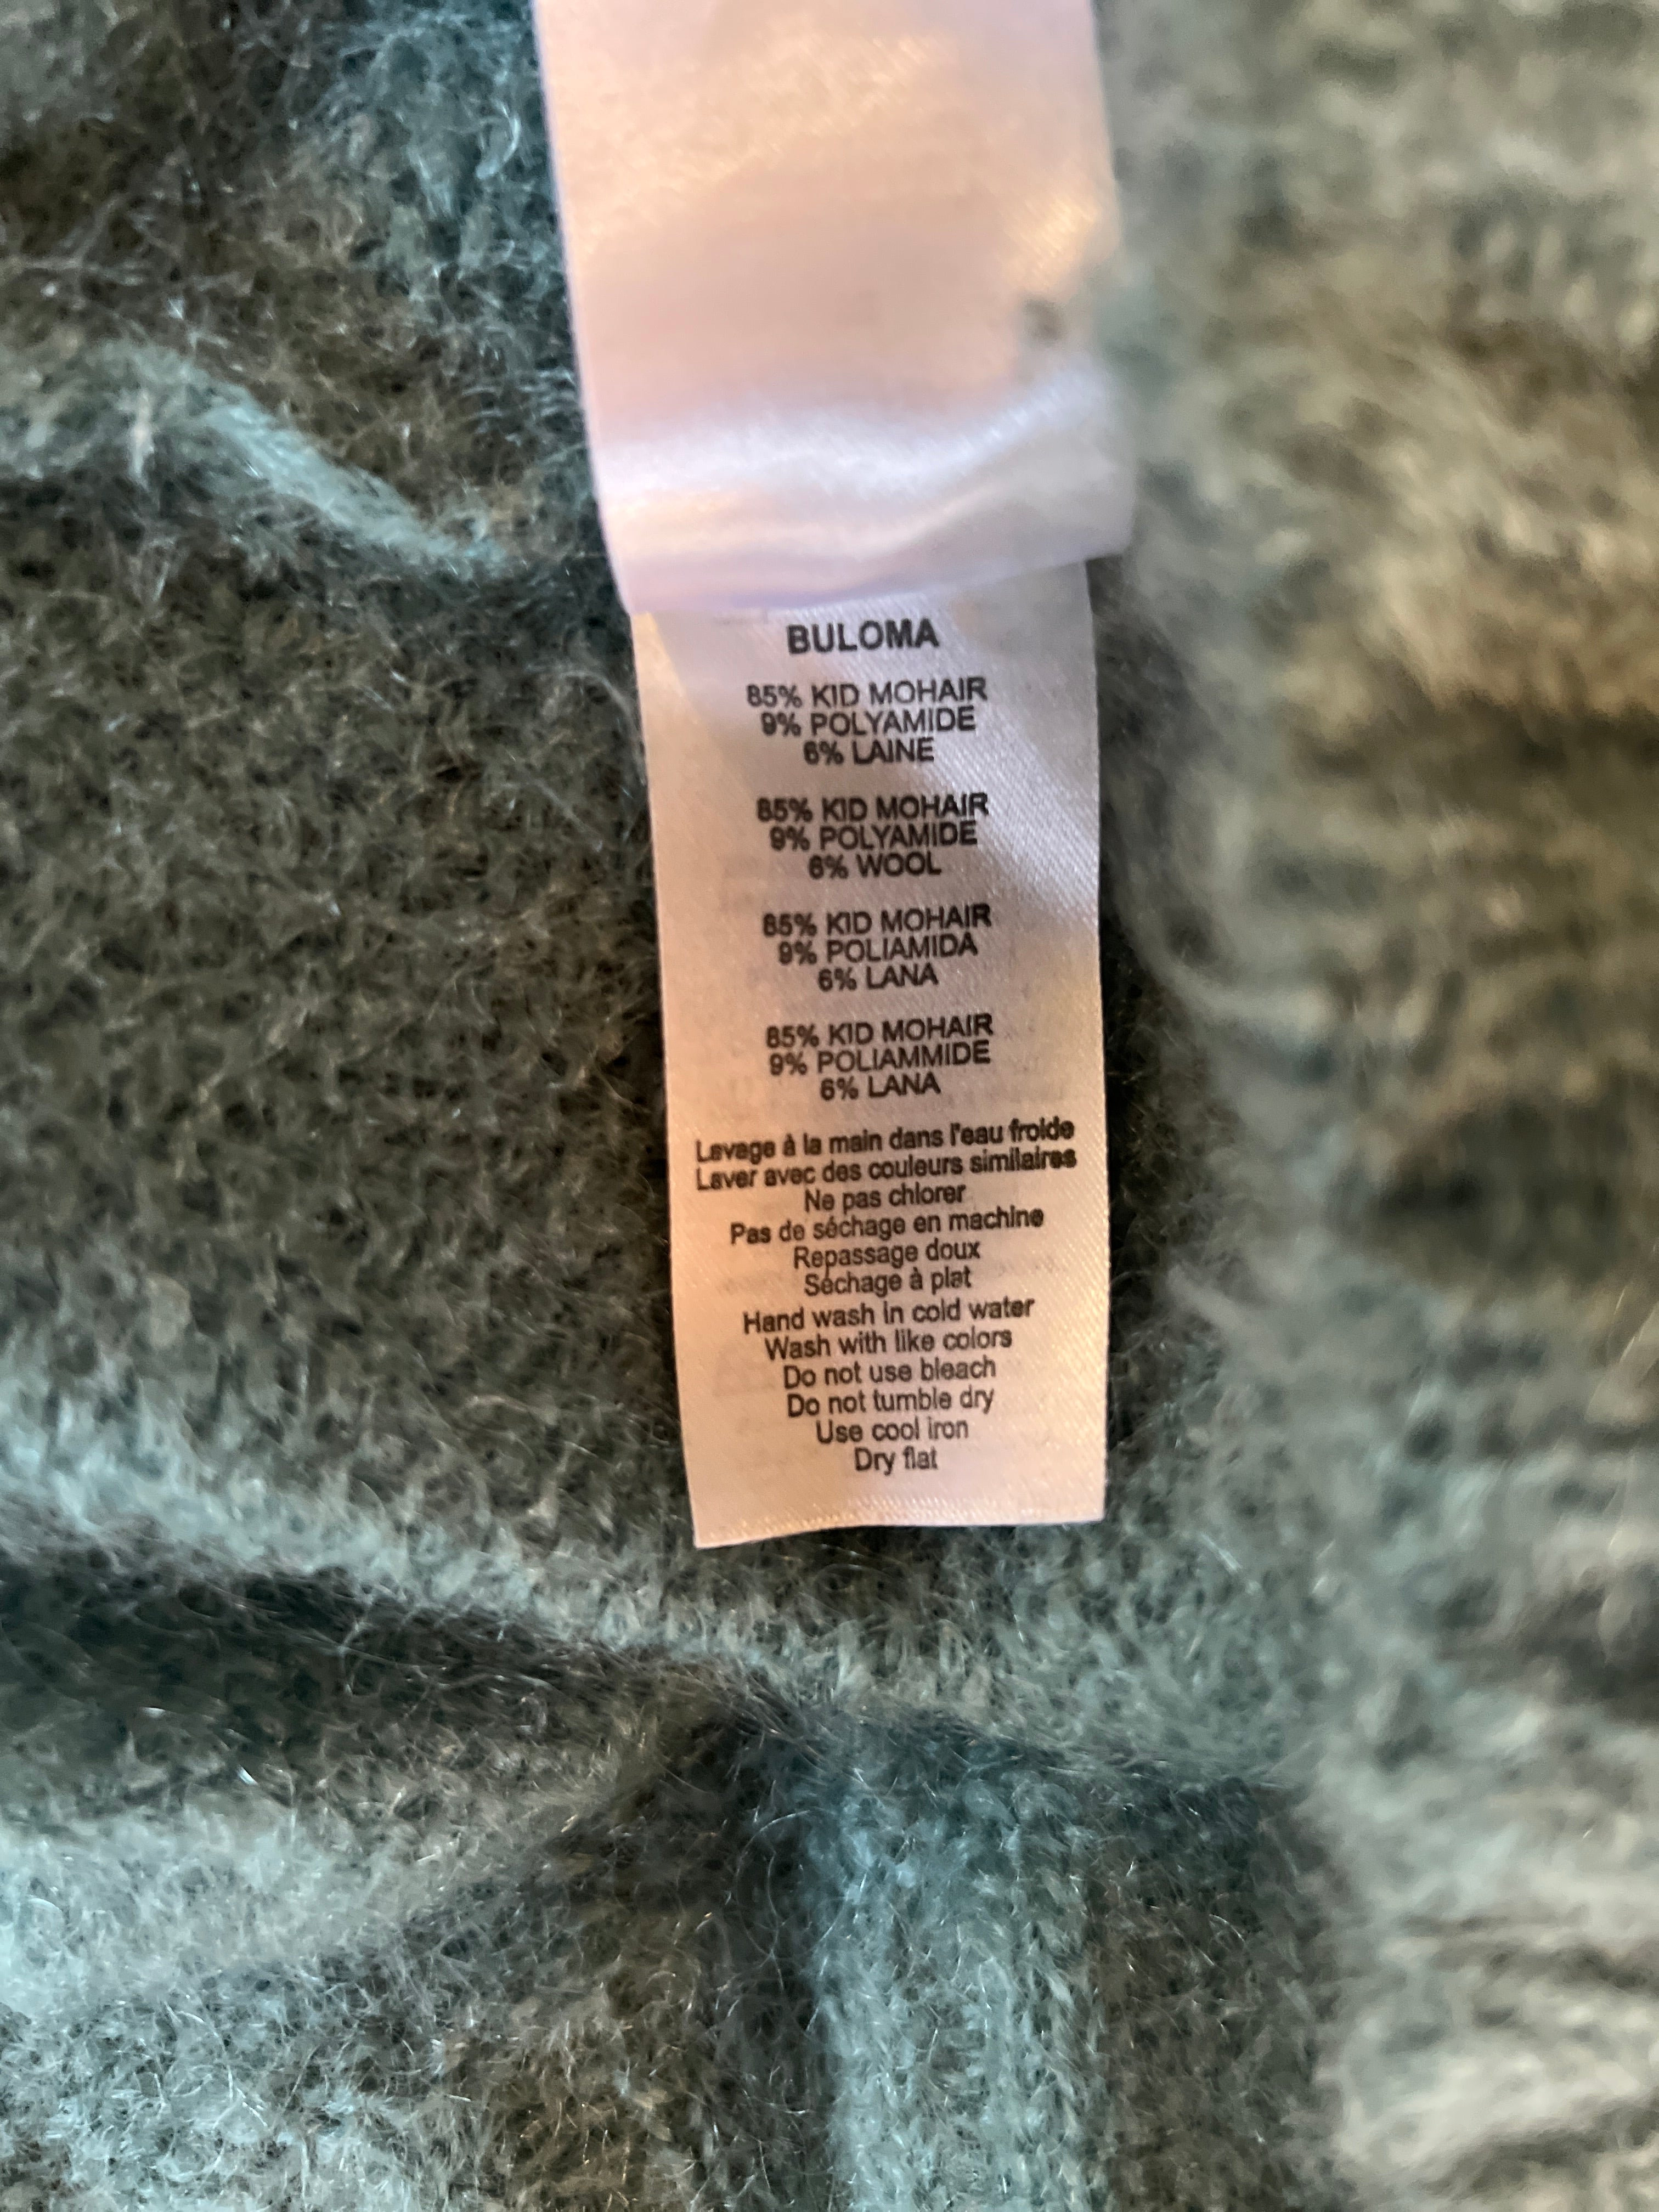 BULOMA
85% KID MOHAIR
9% POLYAMIDE
6% LAINE
85% KID MOHAIR
9% POLYAMIDE
6% WOOL
85% KID MOHAIR
9% POLIAMIDA
6% LANA
85% KID MOHAIR
9% POLIAMMIDE
6% LANA
Lavage à la main dans l'eau froide
Laver avec des couleurs similaires
Ne pas chlorer
Pas de séchage en machine
Repassage doux
Séchage à plat
Hand wash in cold water
Wash with like colors
Do not use bleach
Do not tumble dry
Use cool iron
Dry flat